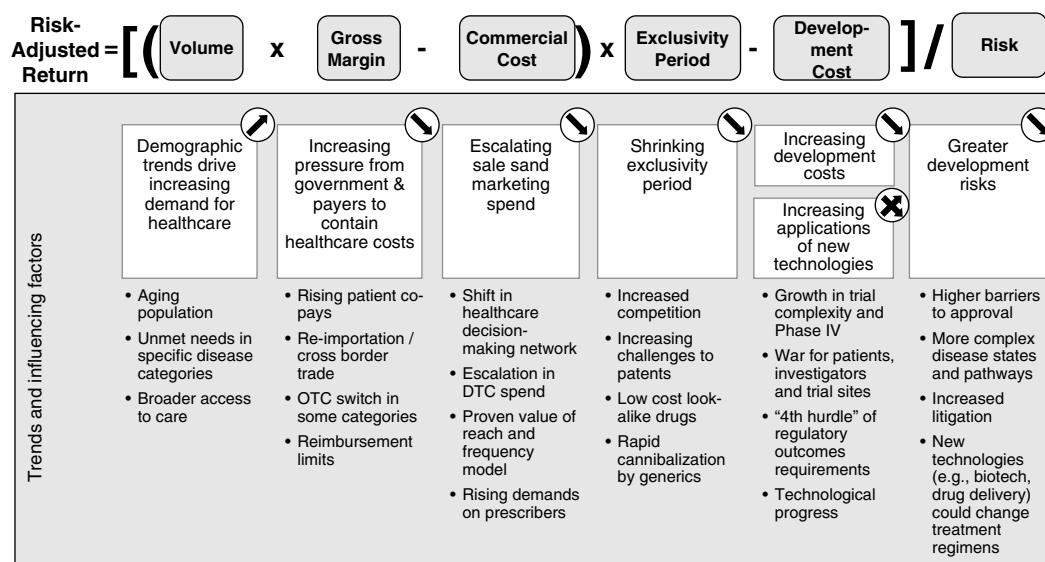 Risk-
Adjusted
Return
= [ ( Volume x Gross
Margin - Commercial
Cost ) x Exclusivity
Period - Develop-
ment
Cost ] / Risk
Trends and influencing factors
Demographic
trends drive
increasing
demand for
healthcare
• Aging
population
• Unmet needs in
specific disease
categories
• Broader access
to care
Increasing
pressure from
government &
payers to
contain
healthcare costs
• Rising patient co-
pays
• Re-importation /
cross border
trade
• OTC switch in
some categories
• Reimbursement
limits
Escalating
sale sand
marketing
spend
• Shift in
healthcare
decision-
making network
• Escalation in
DTC spend
• Proven value of
reach and
frequency
model
• Rising demands
on prescribers
Shrinking
exclusivity
period
• Increased
competition
• Increasing
challenges to
patents
• Low cost look-
alike drugs
• Rapid
cannibalization
by generics
Increasing
development
costs
Increasing
applications
of new
technologies
• Growth in trial
complexity and
Phase IV
• War for patients,
investigators
and trial sites
• “4th hurdle” of
regulatory
outcomes
requirements
• Technological
progress
Greater
development
risks
• Higher barriers
to approval
• More complex
disease states
and pathways
• Increased
litigation
• New
technologies
(e.g., biotech,
drug delivery)
could change
treatment
regimens